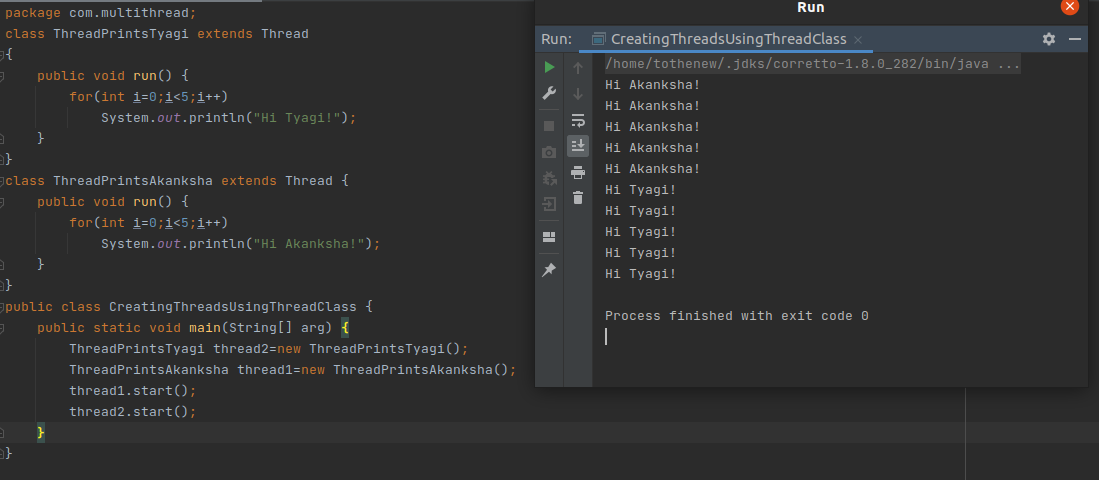 package com.multithread;
class ThreadPrintsTyagi extends Thread
{
    public void run() {
        for(int i=0;i<5;i++)
            System.out.println("Hi Tyagi!");
    }
}
class ThreadPrintsAkanksha extends Thread {
    public void run() {
        for(int i=0;i<5;i++)
            System.out.println("Hi Akanksha!");
    }
}
public class CreatingThreadsUsingThreadClass {
    public static void main(String[] arg) {
        ThreadPrintsTyagi thread2=new ThreadPrintsTyagi();
        ThreadPrintsAkanksha thread1=new ThreadPrintsAkanksha();
        thread1.start();
        thread2.start();
    }
}
Run
Run: CreatingThreadsUsingThreadClass
/home/tothenew/.jdks/corretto-1.8.0_282/bin/java ...
Hi Akanksha!
Hi Akanksha!
Hi Akanksha!
Hi Akanksha!
Hi Akanksha!
Hi Tyagi!
Hi Tyagi!
Hi Tyagi!
Hi Tyagi!
Hi Tyagi!
Process finished with exit code 0